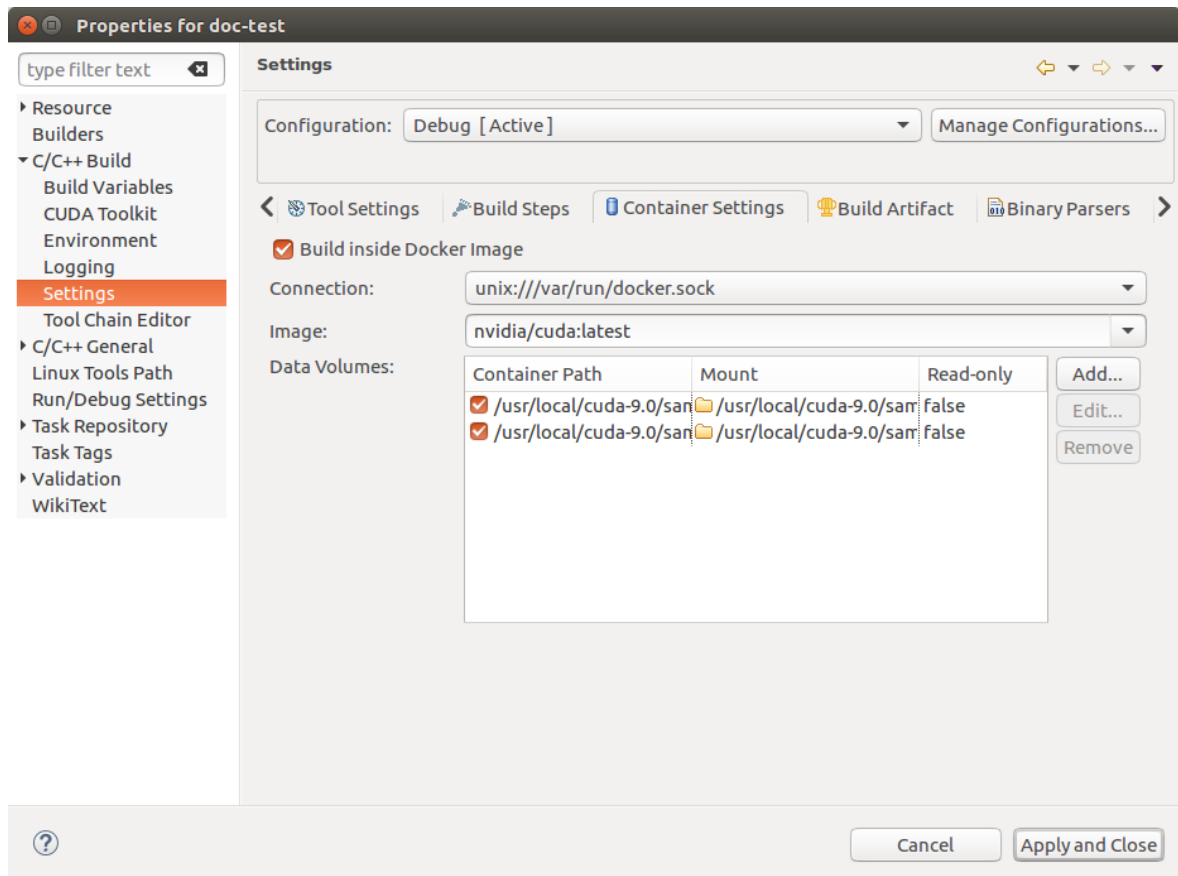 Properties for doc-test
type filter text
Settings
Resource
Builders
C/C++ Build
Build Variables
CUDA Toolkit
Environment
Logging
Settings
Tool Chain Editor
C/C++ General
Linux Tools Path
Run/Debug Settings
Task Repository
Task Tags
Validation
WikiText
Configuration: Debug [Active] Manage Configurations...
Tool Settings Build Steps Container Settings Build Artifact Binary Parsers
Build inside Docker Image
Connection: unix:///var/run/docker.sock
Image: nvidia/cuda:latest
Data Volumes:
Container Path Mount Read-only
/usr/local/cuda-9.0/san /usr/local/cuda-9.0/sam false
/usr/local/cuda-9.0/san /usr/local/cuda-9.0/sam false
Add...
Edit...
Remove
Cancel Apply and Close